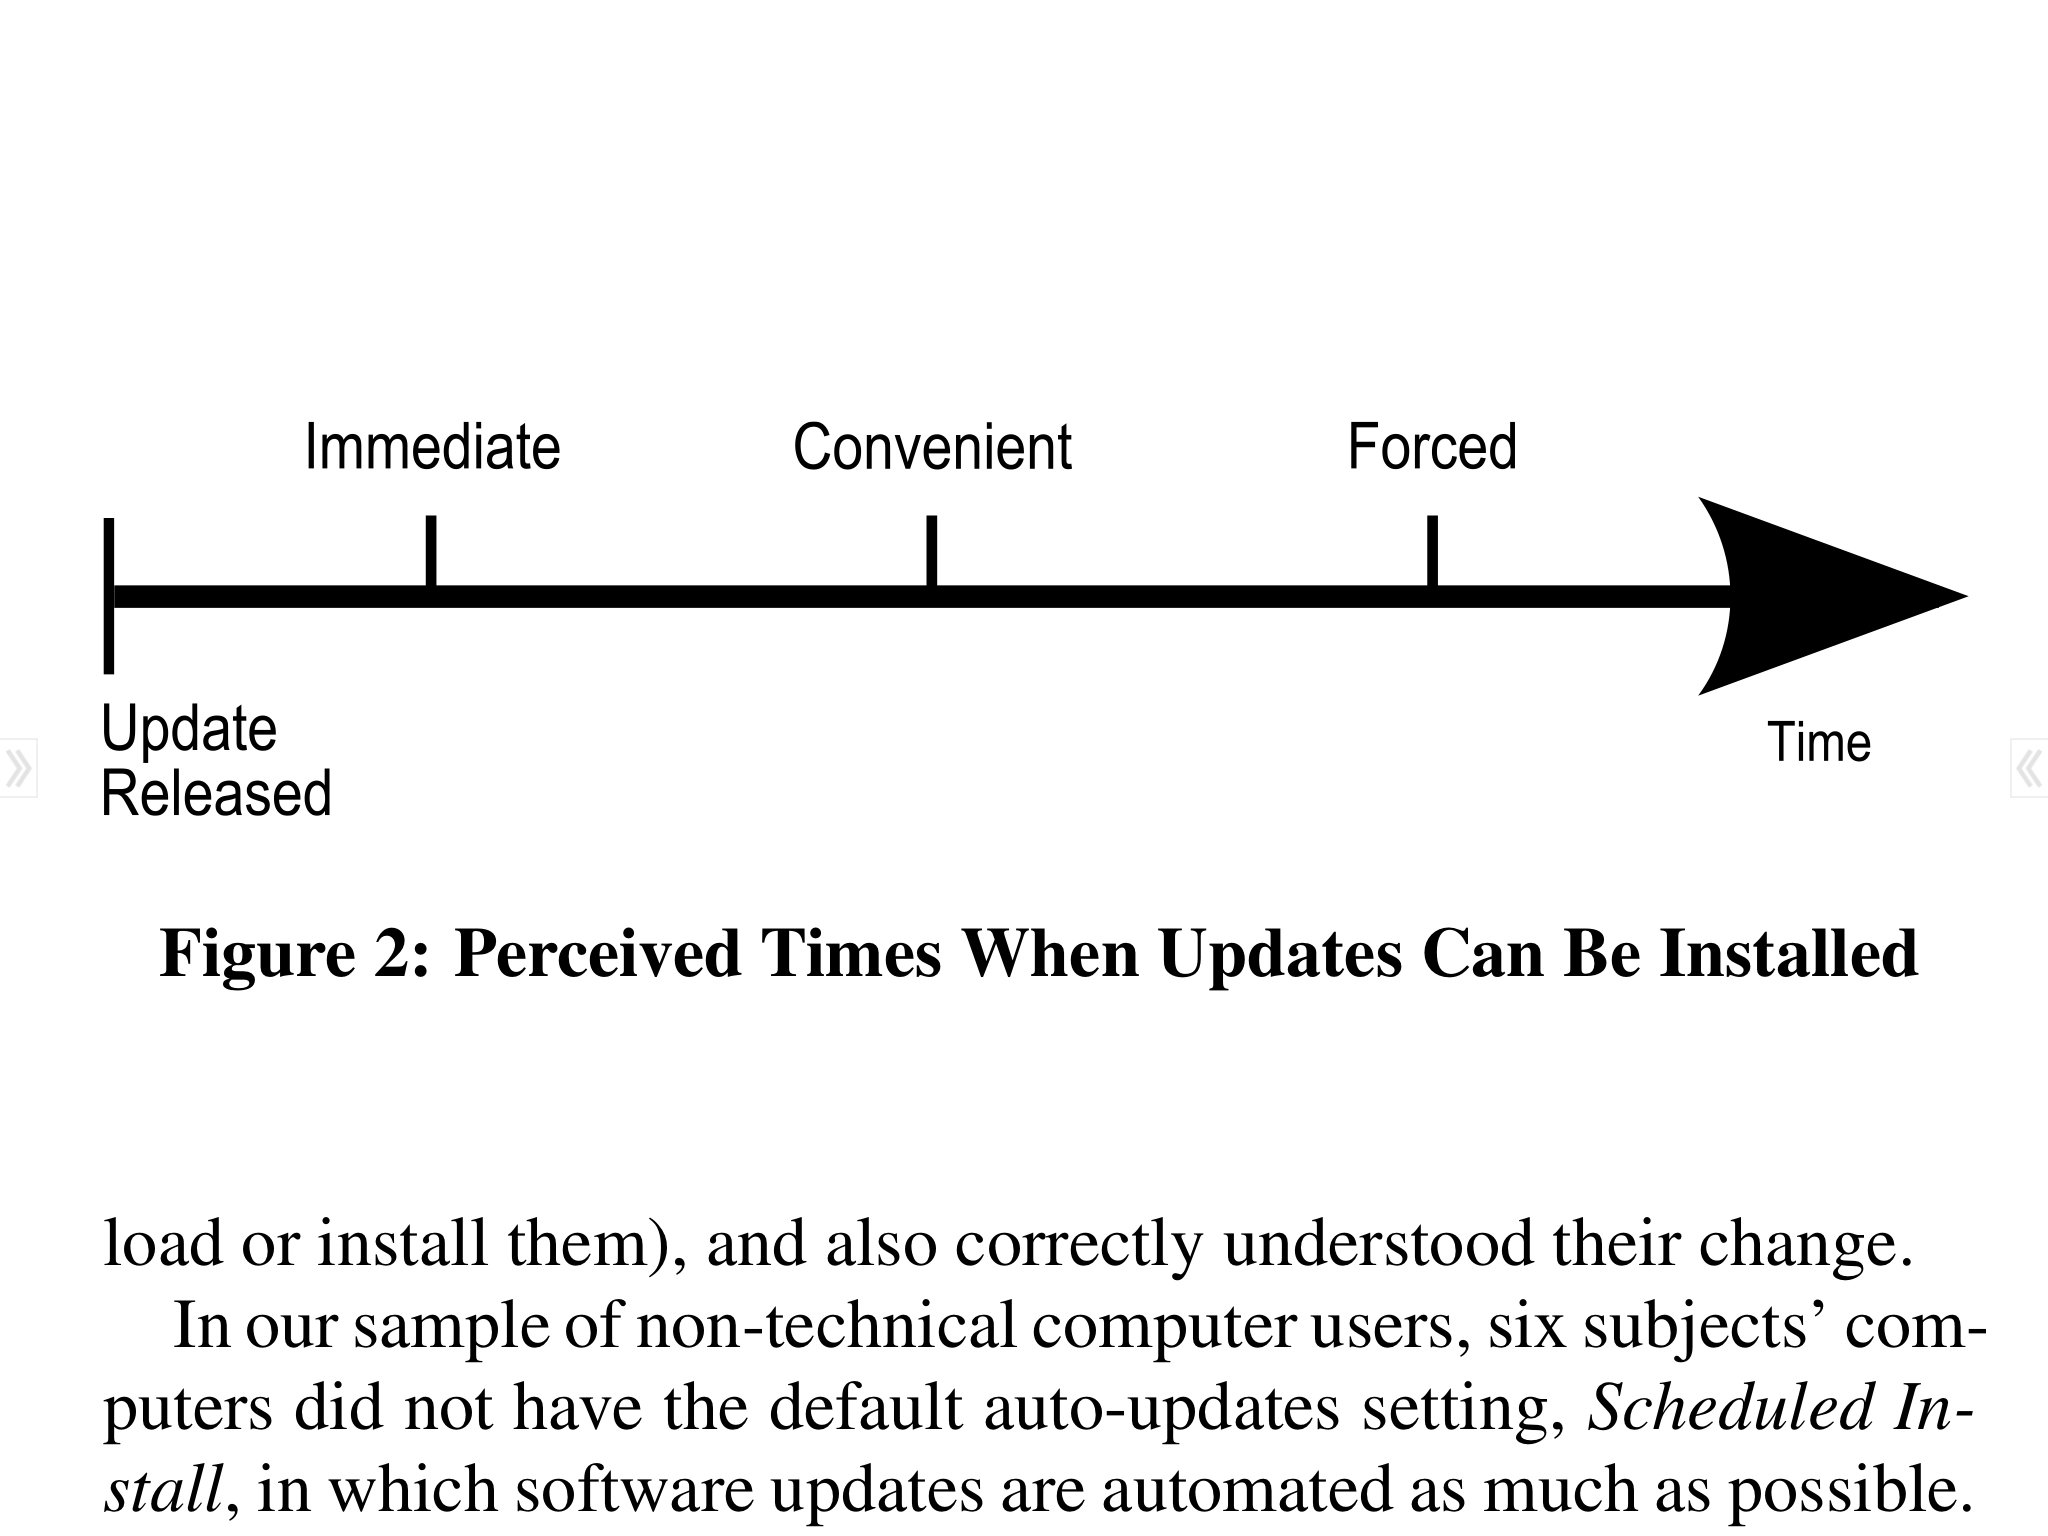 Immediate Convenient Forced
Update
Released
Time
Figure 2: Perceived Times When Updates Can Be Installed
load or install them), and also correctly understood their change.
In our sample of non-technical computer users, six subjects’ com-
puters did not have the default auto-updates setting, Scheduled In-
stall, in which software updates are automated as much as possible.